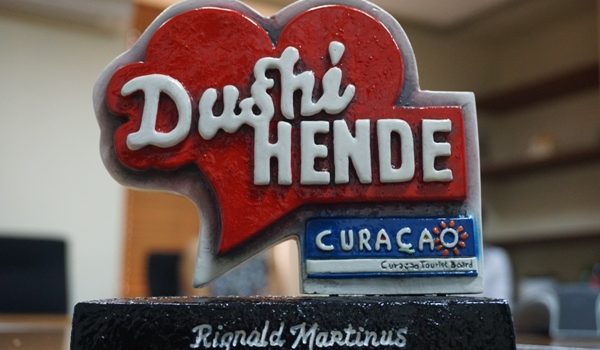 Dushi
HENDE
CURAÇAO
Curaçao Tourist Board
Rignald Martinus